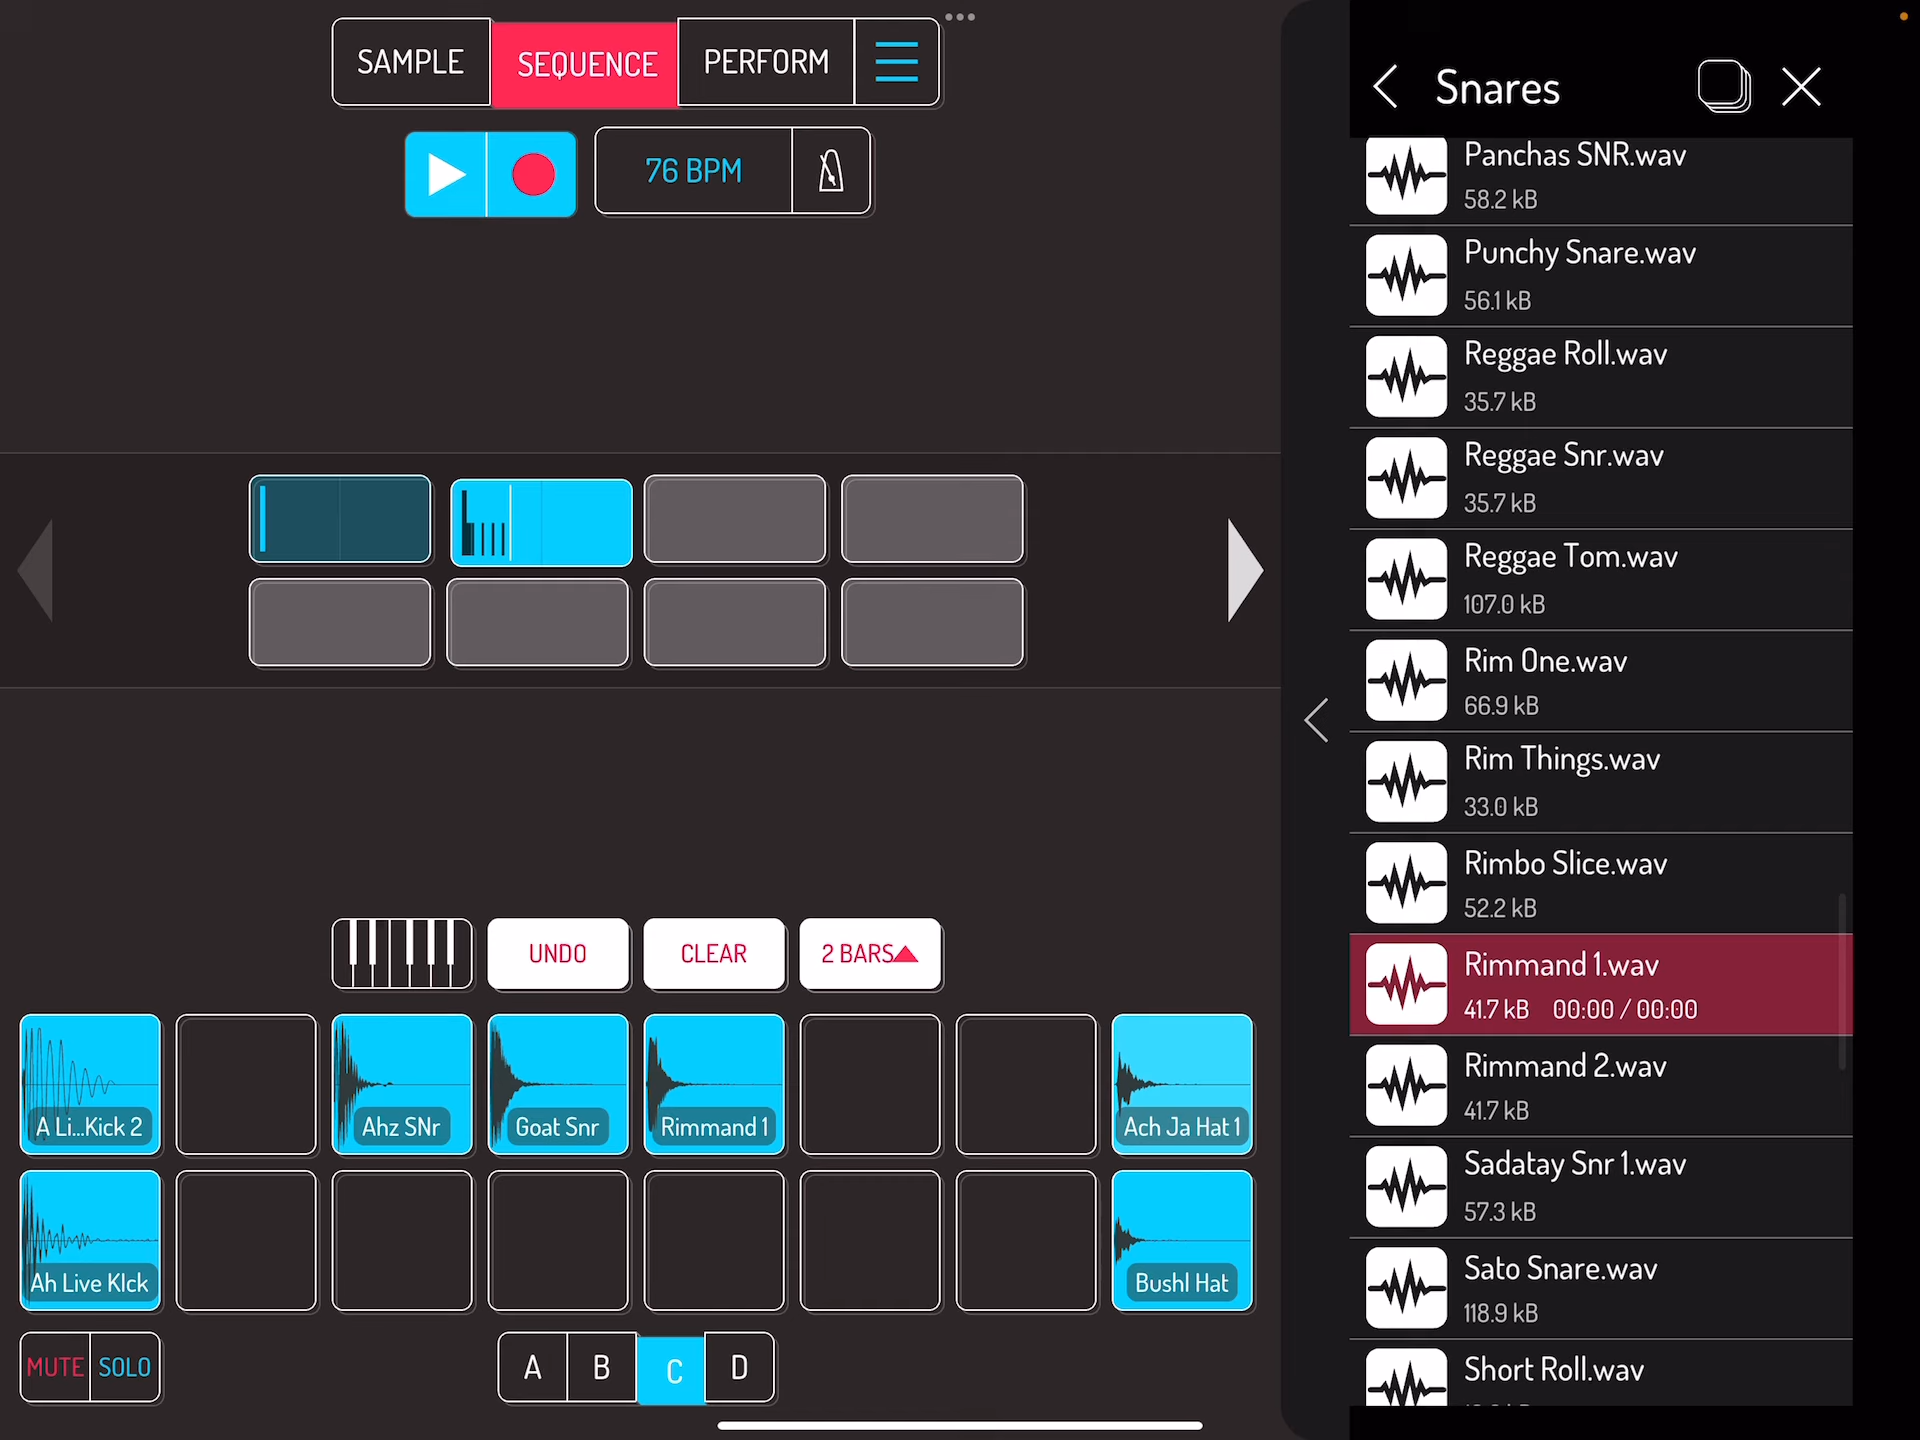 SAMPLE
SEQUENCE
PERFORM
76 BPM
Snares
Panchas SNR.wav
58.2 kB
Punchy Snare.wav
56.1 kB
Reggae Roll.wav
35.7 kB
Reggae Snr.wav
35.7 kB
Reggae Tom.wav
107.0 kB
Rim One.wav
66.9 kB
Rim Things.wav
33.0 kB
Rimbo Slice.wav
52.2 kB
Rimmand 1.wav
41.7 kB 00:00 / 00:00
Rimmand 2.wav
41.7 kB
Sadatay Snr 1.wav
57.3 kB
Sato Snare.wav
118.9 kB
Short Roll.wav
UNDO
CLEAR
2 BARS
A Li...Kick 2
Ahz SNr
Goat Snr
Rimmand 1
Ach Ja Hat 1
Ah Live KIck
Bushl Hat
MUTE
SOLO
A
B
C
D